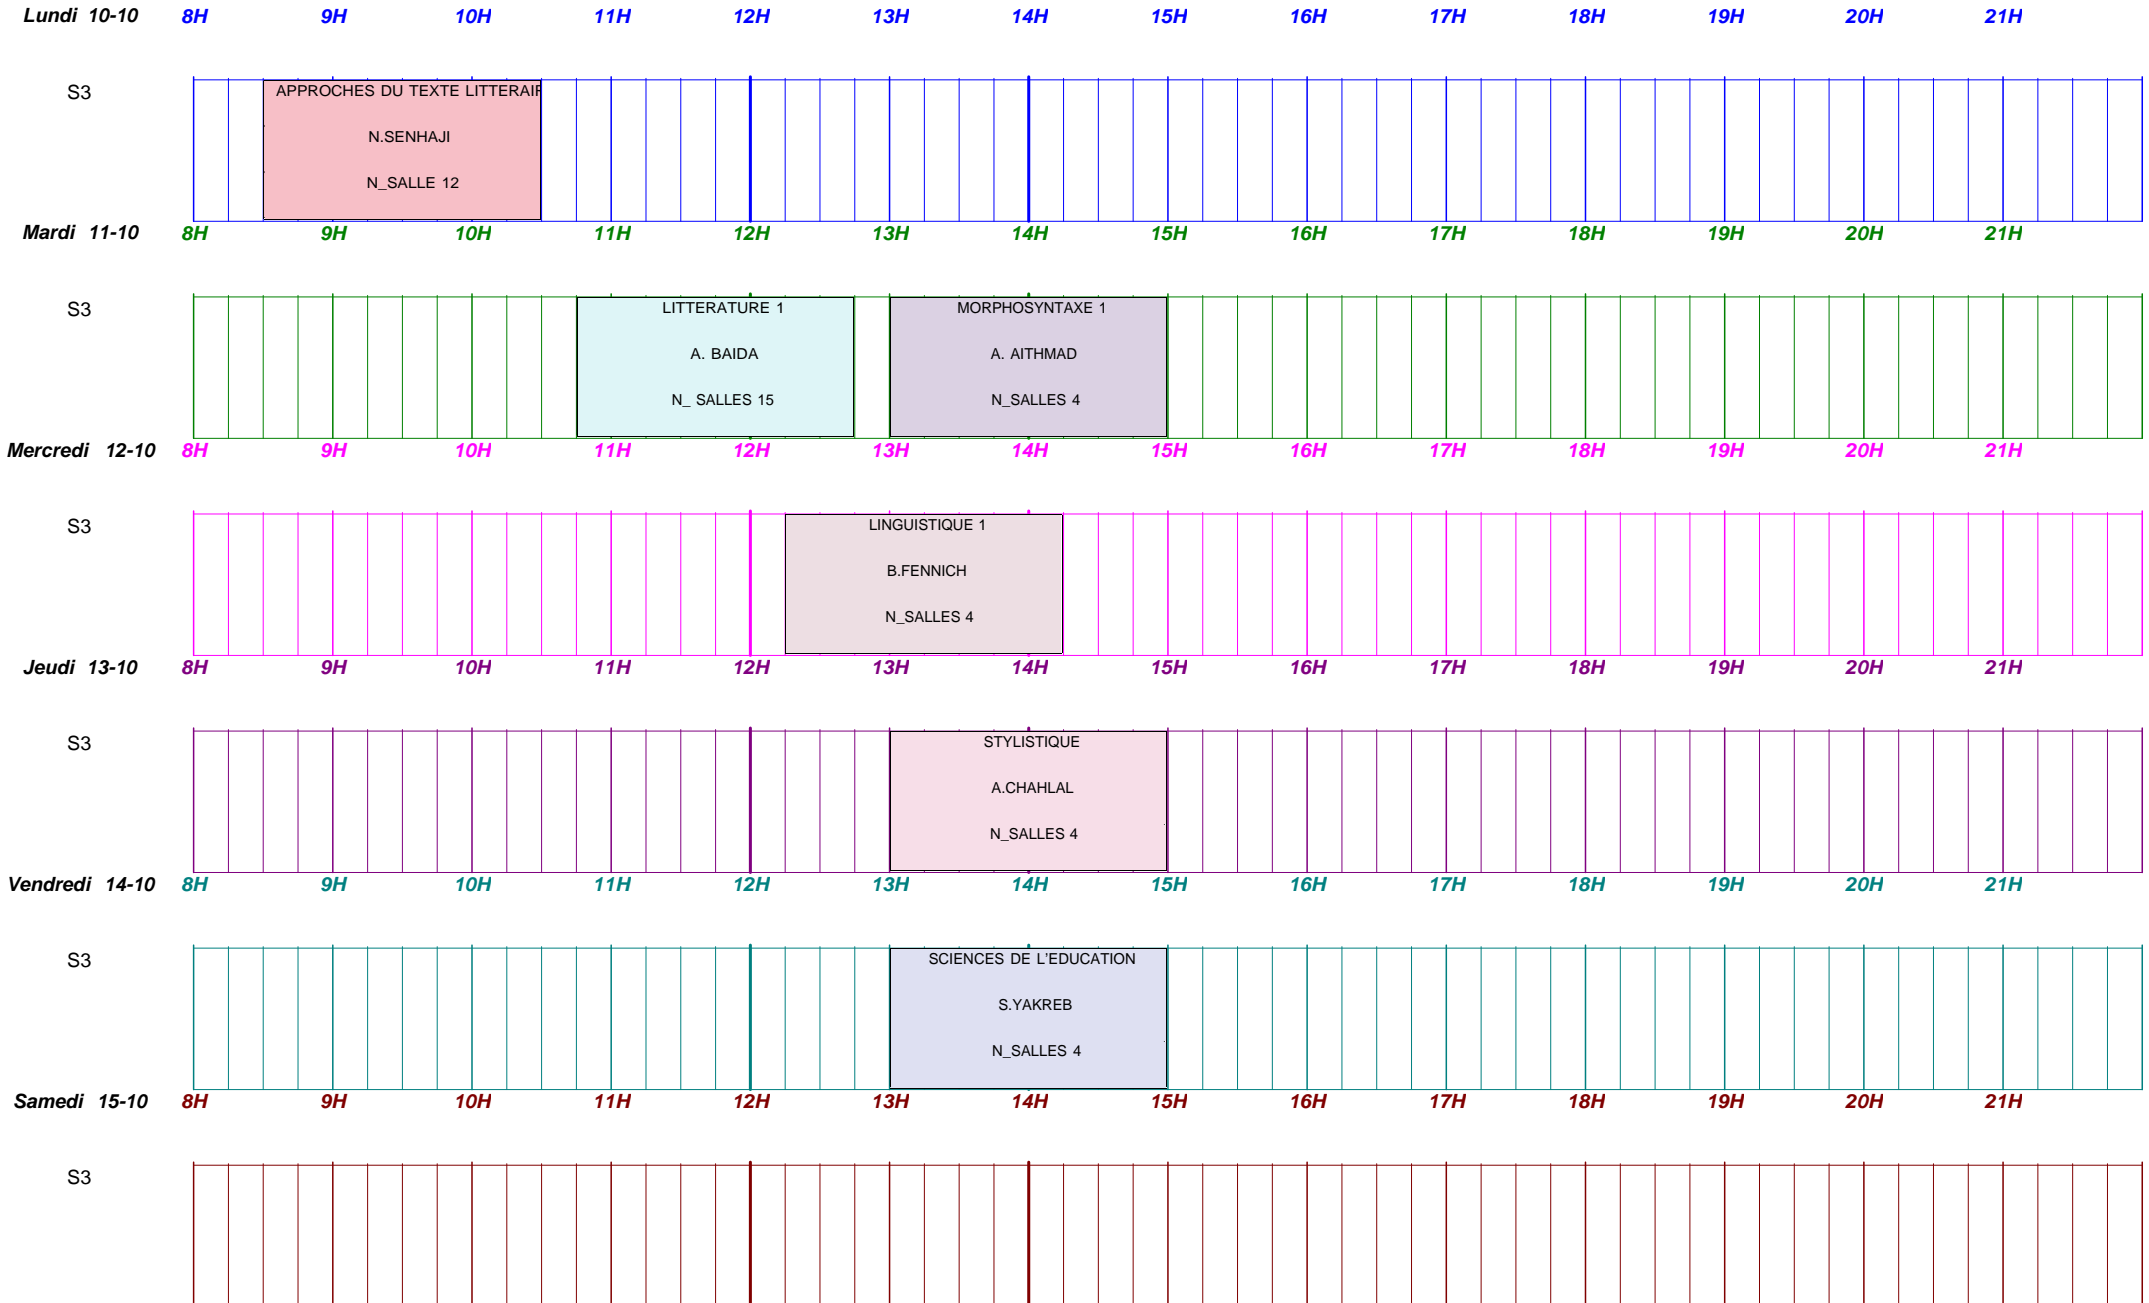 Lundi 10-10 8H 9H 10H 11H 12H 13H 14H 15H 16H 17H 18H 19H 20H 21H
S3
APPROCHES DU TEXTE LITTERAIR
N.SENHAJI
N_SALLE 12
Mardi 11-10 8H 9H 10H 11H 12H 13H 14H 15H 16H 17H 18H 19H 20H 21H
S3
LITTERATURE 1
A. BAIDA
N_ SALLES 15
MORPHOSYNTAXE 1
A. AITHMAD
N_SALLES 4
Mercredi 12-10 8H 9H 10H 11H 12H 13H 14H 15H 16H 17H 18H 19H 20H 21H
S3
LINGUISTIQUE 1
B.FENNICH
N_SALLES 4
Jeudi 13-10 8H 9H 10H 11H 12H 13H 14H 15H 16H 17H 18H 19H 20H 21H
S3
STYLISTIQUE
A.CHAHLAL
N_SALLES 4
Vendredi 14-10 8H 9H 10H 11H 12H 13H 14H 15H 16H 17H 18H 19H 20H 21H
S3
SCIENCES DE L'EDUCATION
S.YAKREB
N_SALLES 4
Samedi 15-10 8H 9H 10H 11H 12H 13H 14H 15H 16H 17H 18H 19H 20H 21H
S3